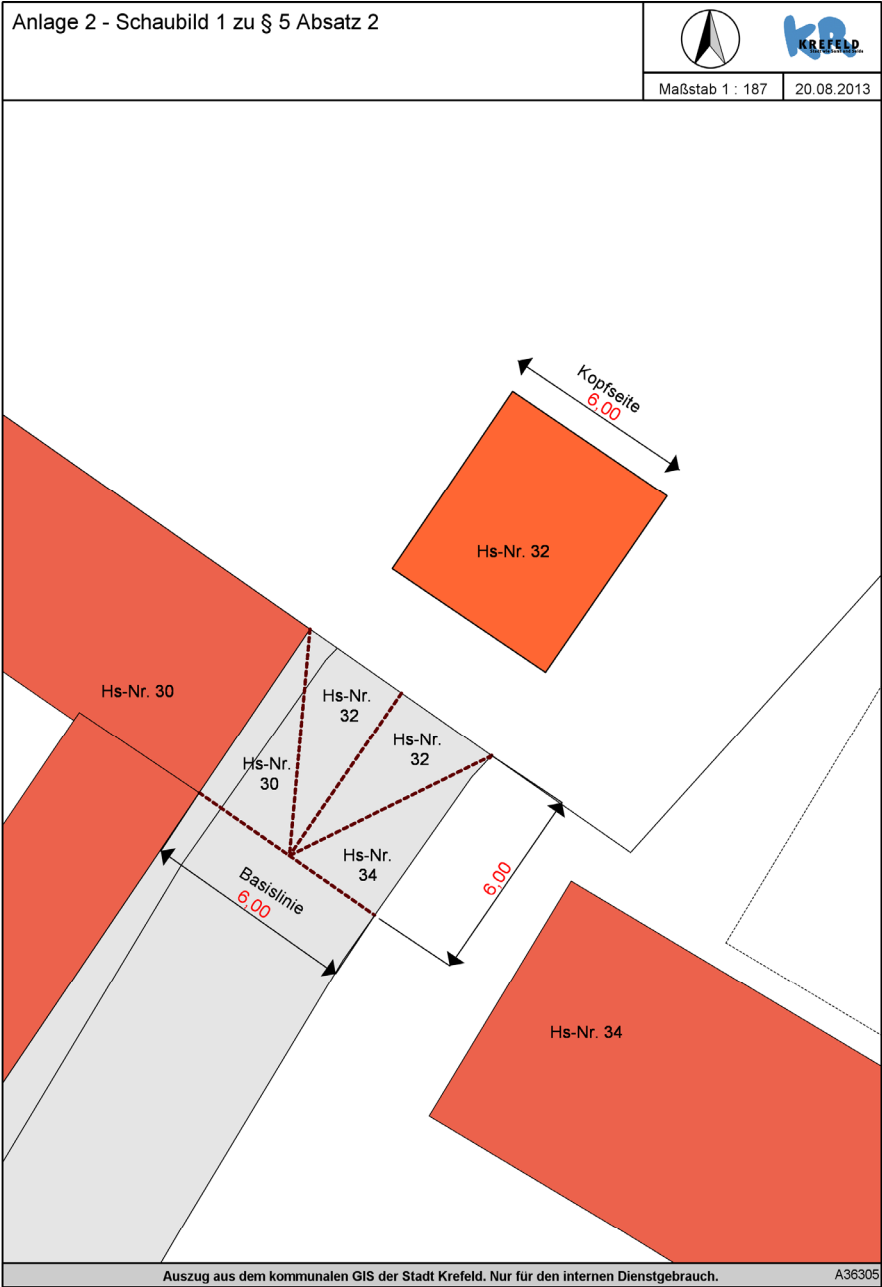 Anlage 2 - Schaubild 1 zu § 5 Absatz 2
KREFELD
Maßstab 1 : 187
20.08.2013
Kopfseite
6,00
Hs-Nr. 32
Hs-Nr. 30
Hs-Nr.
32
Hs-Nr.
32
Hs-Nr.
30
Hs-Nr.
34
Basislinie
6,00
6,00
Hs-Nr. 34
Auszug aus dem kommunalen GIS der Stadt Krefeld. Nur für den internen Dienstgebrauch.
A36305